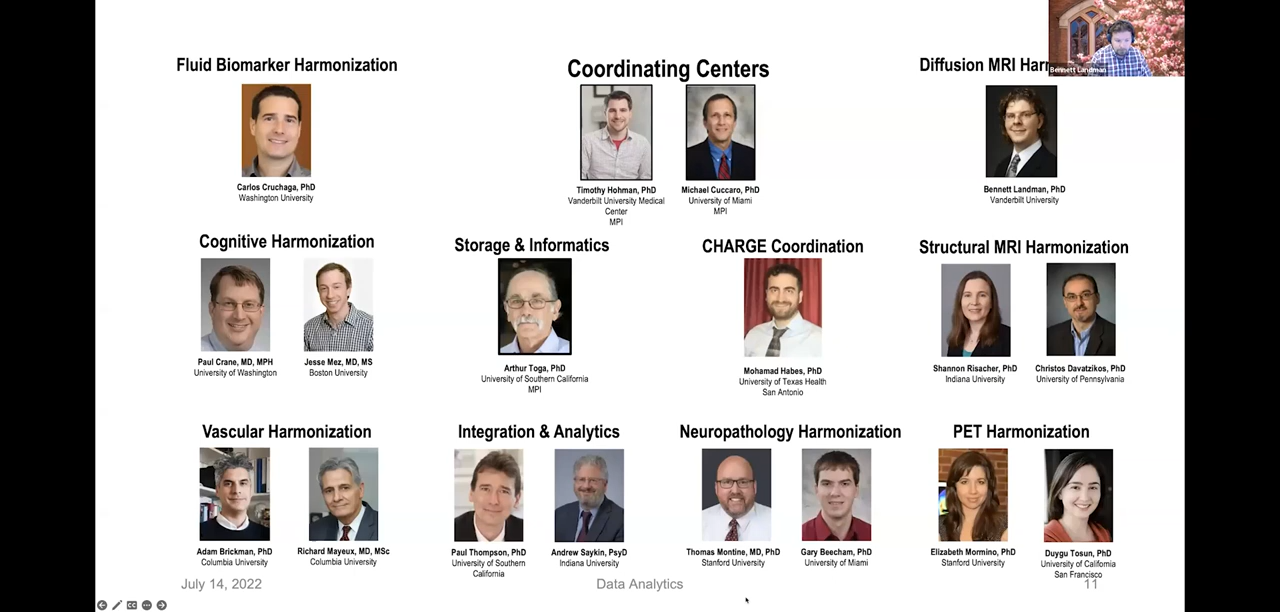 Fluid Biomarker Harmonization
Carlos Cruchaga, PhD
Washington University
Coordinating Centers
Timothy Hohman, PhD
Vanderbilt University Medical
Center
MPI
Michael Cuccaro, PhD
University of Miami
MPI
Diffusion MRI
Bennett Landman
Bennett Landman, PhD
Vanderbilt University
Cognitive Harmonization
Paul Crane, MD, MPH
University of Washington
Jesse Mez, MD, MS
Boston University
Storage & Informatics
Arthur Toga, PhD
University of Southern California
MPI
CHARGE Coordination
Mohamad Habes, PhD
University of Texas Health
San Antonio
Structural MRI Harmonization
Shannon Risacher, PhD
Indiana University
Christos Davatzikos, PhD
University of Pennsylvania
Vascular Harmonization
Adam Brickman, PhD
Columbia University
Richard Mayeux, MD, MSc
Columbia University
Integration & Analytics
Paul Thompson, PhD
University of Southern
California
Andrew Saykin, PsyD
Indiana University
Neuropathology Harmonization
Thomas Montine, MD, PhD
Stanford University
Gary Beecham, PhD
University of Miami
PET Harmonization
Elizabeth Mormino, PhD
Stanford University
Duygu Tosun, PhD
University of California
San Francisco
July 14, 2022
Data Analytics
11